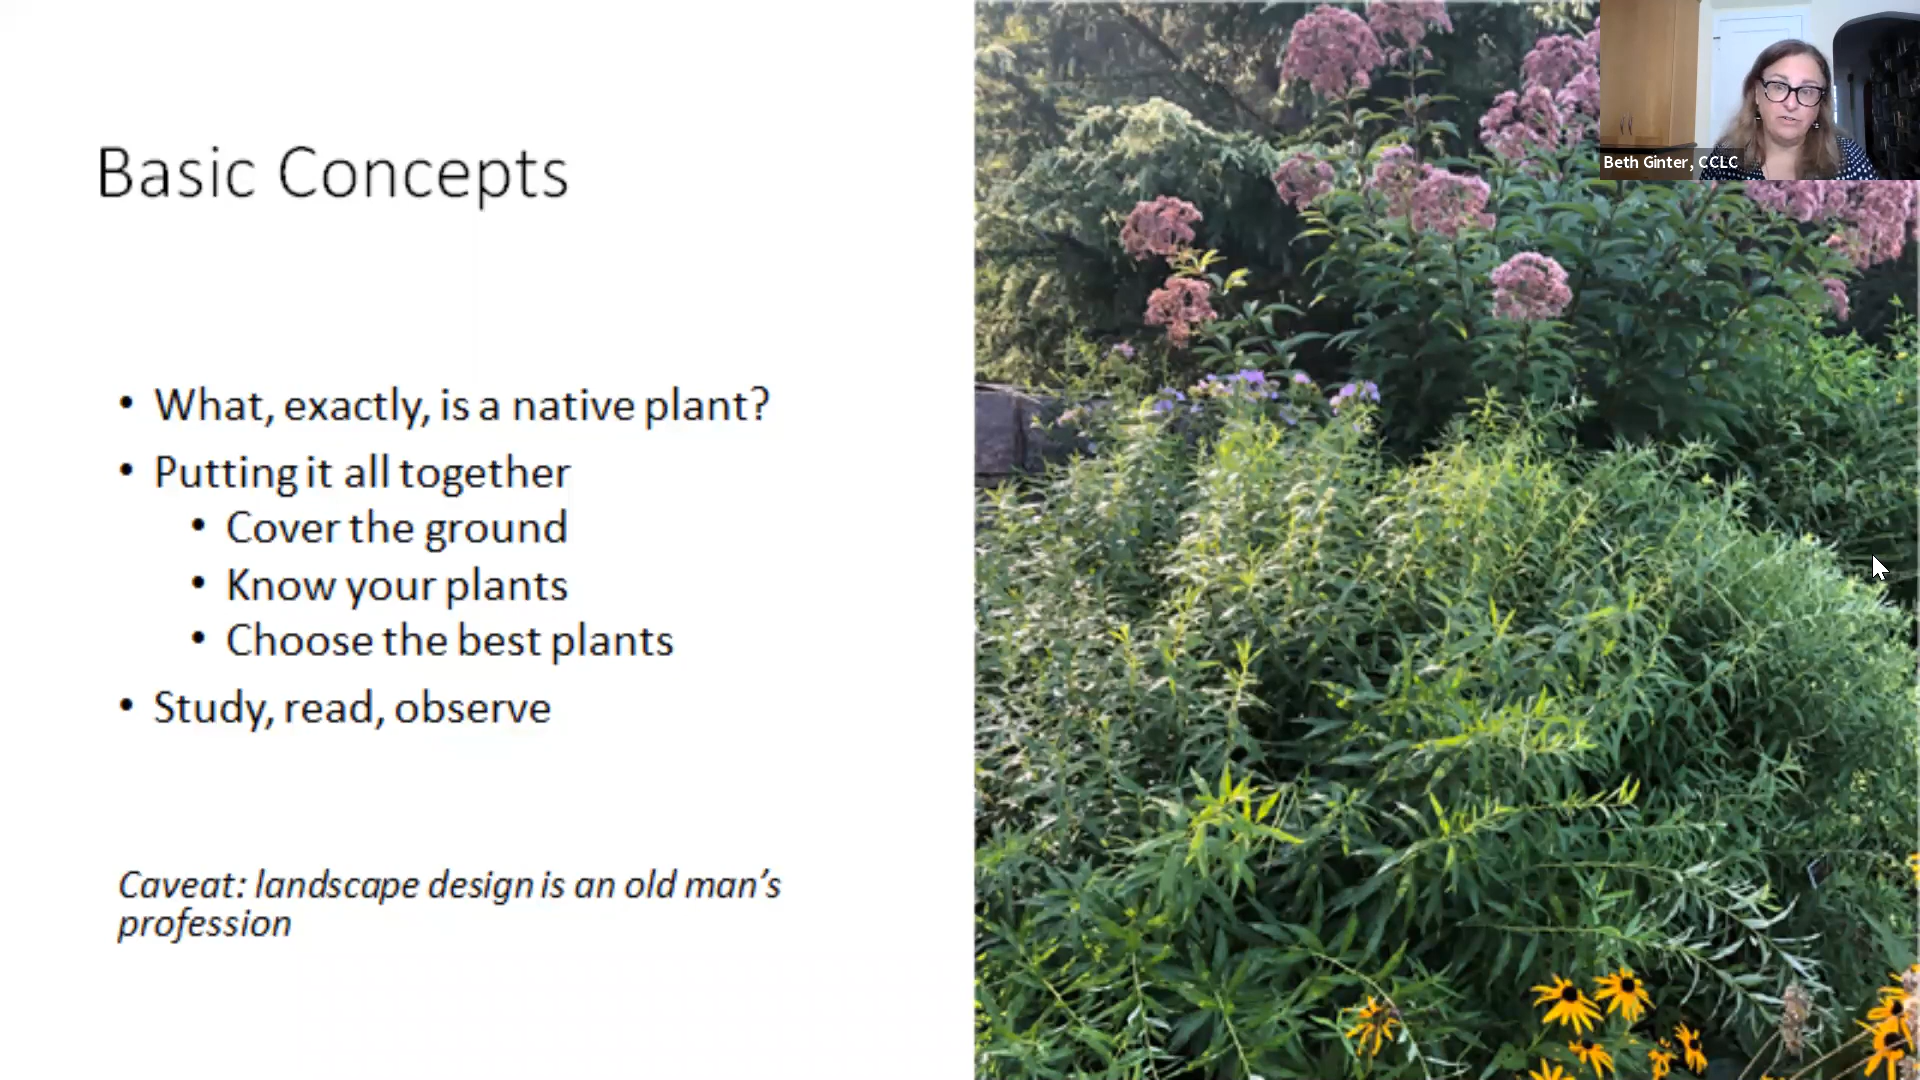 Basic Concepts
Beth Ginter, CCLC
• What, exactly, is a native plant?
• Putting it all together
• Cover the ground
• Know your plants
• Choose the best plants
• Study, read, observe
Caveat: landscape design is an old man’s
profession